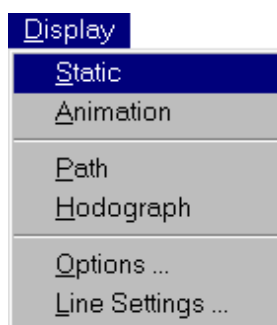 Display
Static
Animation
Path
Hodograph
Options ...
Line Settings ...